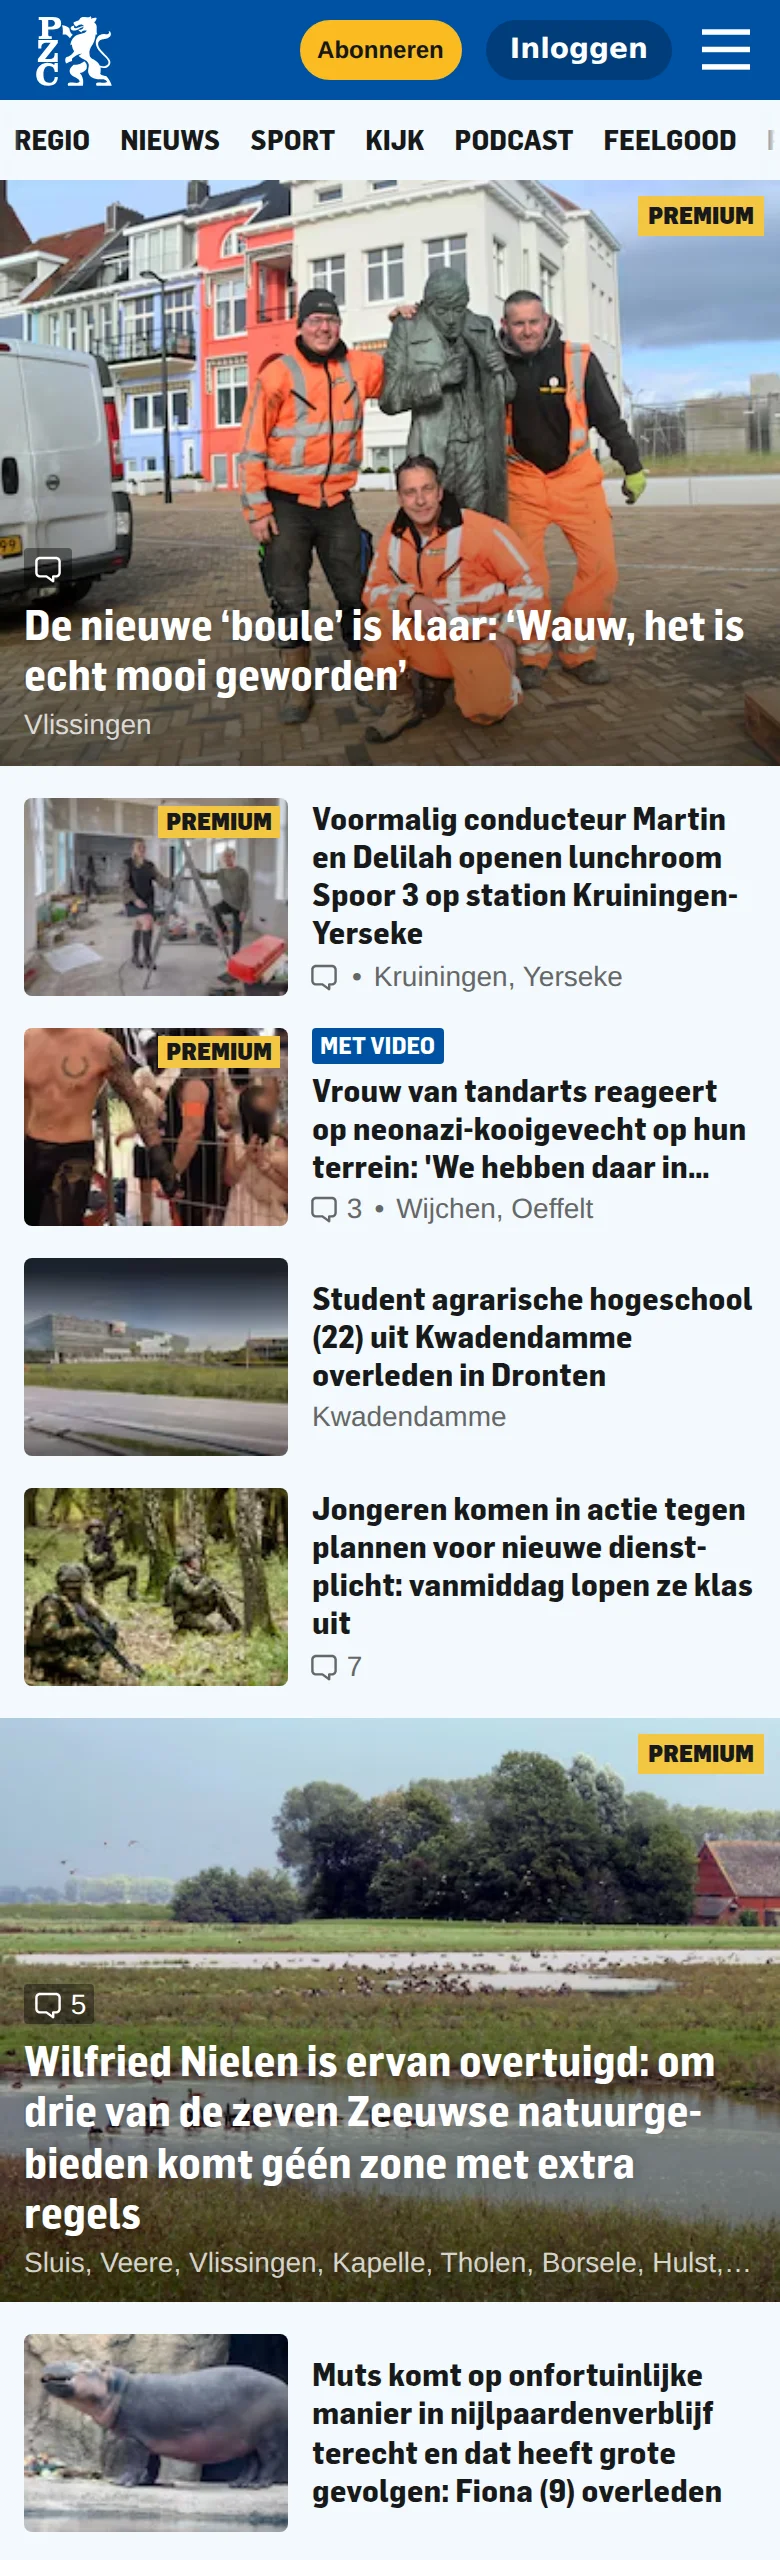 PZC
Abonneren
Inloggen
REGIO NIEUWS SPORT KIJK PODCAST FEELGOOD
PREMIUM
De nieuwe ‘boule’ is klaar: ‘Wauw, het is
echt mooi geworden’
Vlissingen
PREMIUM
Voormalig conducteur Martin
en Delilah openen lunchroom
Spoor 3 op station Kruiningen-
Yerseke
• Kruiningen, Yerseke
PREMIUM
MET VIDEO
Vrouw van tandarts reageert
op neonazi-kooigevecht op hun
terrein: 'We hebben daar in...
3 • Wijchen, Oeffelt
Student agrarische hogeschool
(22) uit Kwadendamme
overleden in Dronten
Kwadendamme
Jongeren komen in actie tegen
plannen voor nieuwe dienst-
plicht: vanmiddag lopen ze klas
uit
7
PREMIUM
5
Wilfried Nielen is ervan overtuigd: om
drie van de zeven Zeeuwse natuurge-
bieden komt géén zone met extra
regels
Sluis, Veere, Vlissingen, Kapelle, Tholen, Borsele, Hulst,…
Muts komt op onfortuinlijke
manier in nijlpaardenverblijf
terecht en dat heeft grote
gevolgen: Fiona (9) overleden